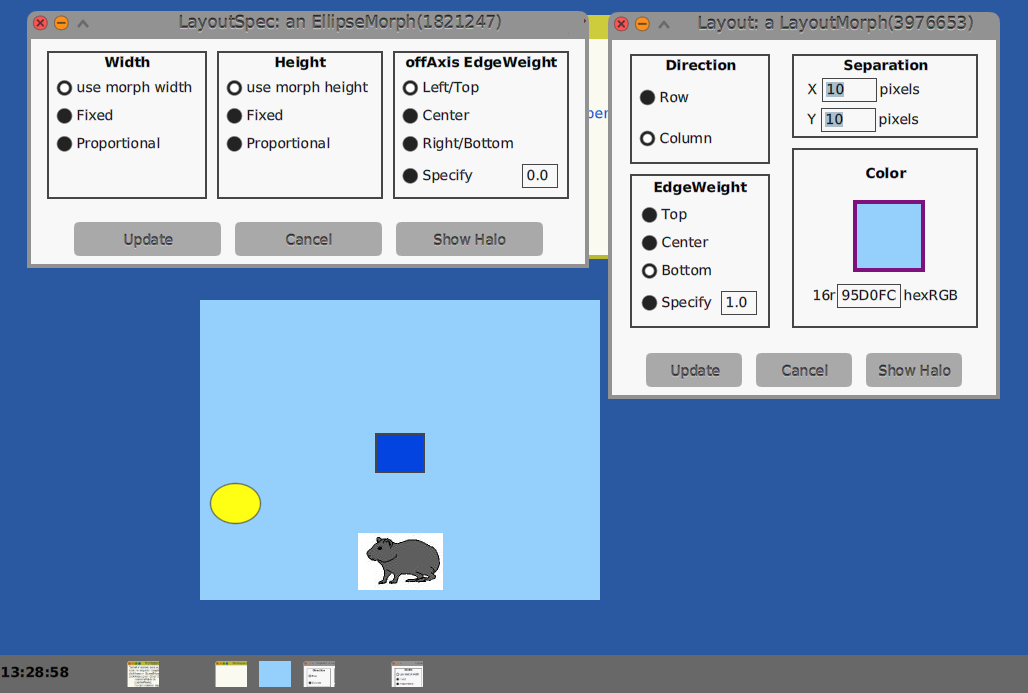 LayoutSpec: an EllipseMorph(1821247)
Width
use morph width
Fixed
Proportional
Height
use morph height
Fixed
Proportional
offAxis EdgeWeight
Left/Top
Center
Right/Bottom
Specify 0.0
Update Cancel Show Halo
Layout: a LayoutMorph(3976653)
Direction
Row
Column
Separation
X 10 pixels
Y 10 pixels
EdgeWeight
Top
Center
Bottom
Specify 1.0
Color
16r 95D0FC hexRGB
Update Cancel Show Halo
13:28:58